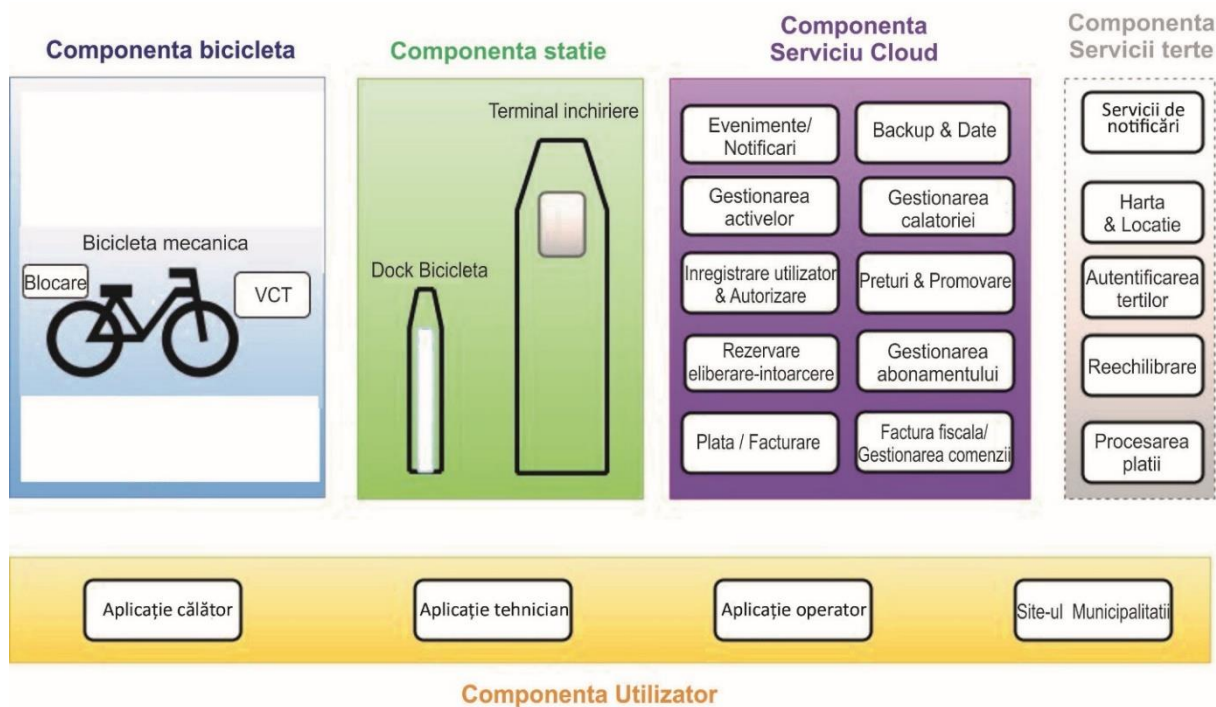 Componenta bicicleta
Bicicleta mecanica
Blocare
VCT
Componenta statie
Terminal inchiriere
Dock Bicicleta
Componenta
Serviciu Cloud
Evenimente/
Notificari
Backup & Date
Gestionarea
activelor
Gestionarea
calatoriei
Inregistrare utilizator
& Autorizare
Preturi & Promovare
Rezervare
eliberare-intoarcere
Gestionarea
abonamentului
Plata / Facturare
Factura fiscala/
Gestionarea comenzii
Componenta
Servicii terte
Servicii de
notificări
Harta
& Locatie
Autentificarea
tertilor
Reechilibrare
Procesarea
platii
Aplicație călător
Aplicație tehnician
Aplicație operator
Site-ul Municipalitatii
Componenta Utilizator